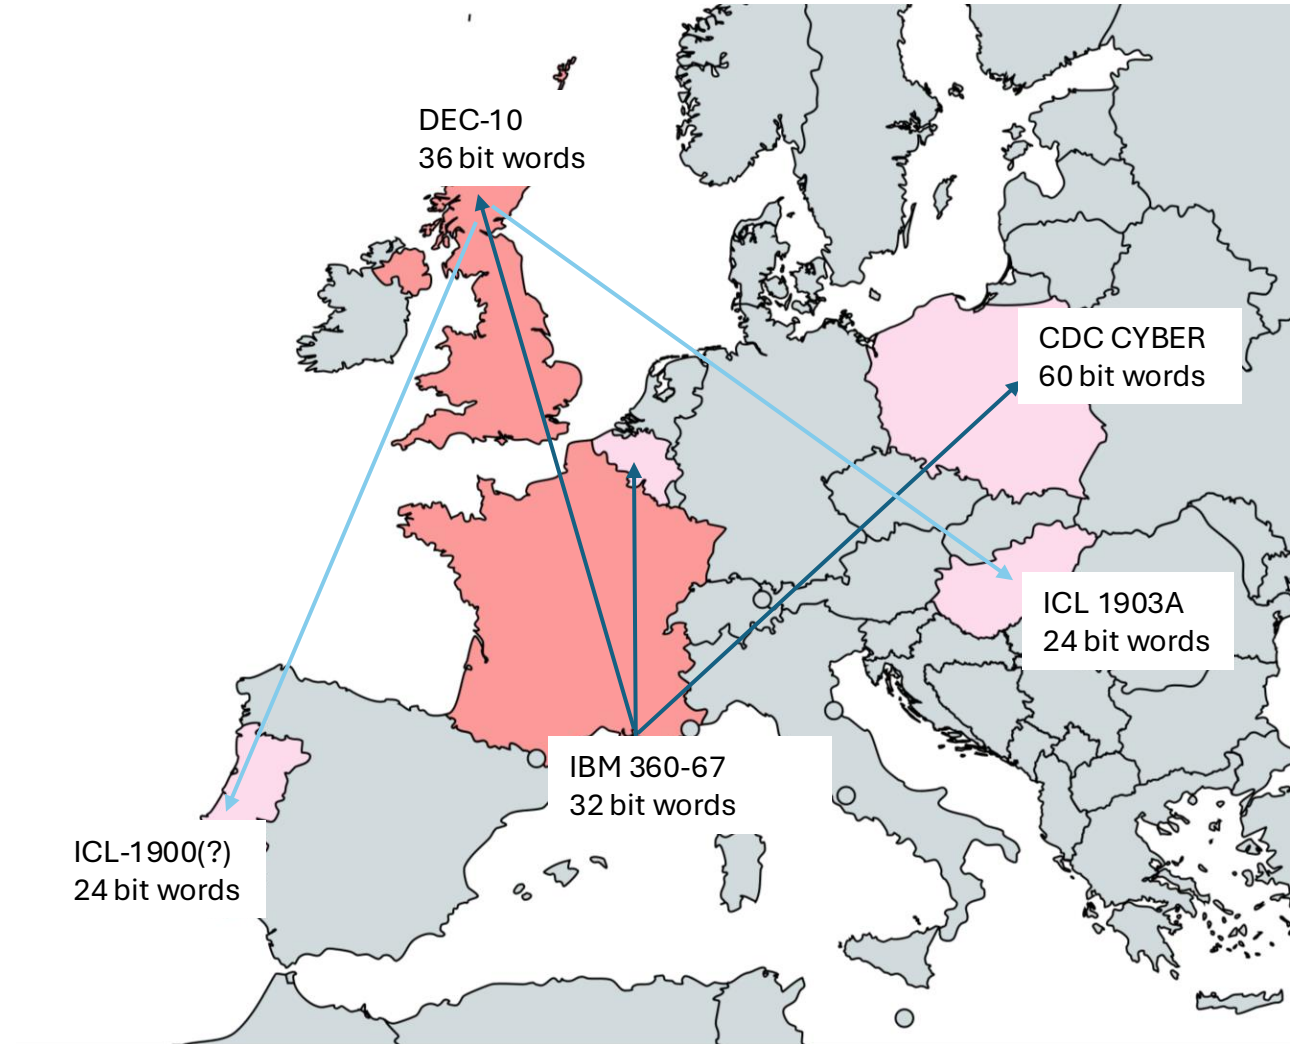 DEC-10
36 bit words
CDC CYBER
60 bit words
ICL 1903A
24 bit words
IBM 360-67
32 bit words
ICL-1900(?)
24 bit words